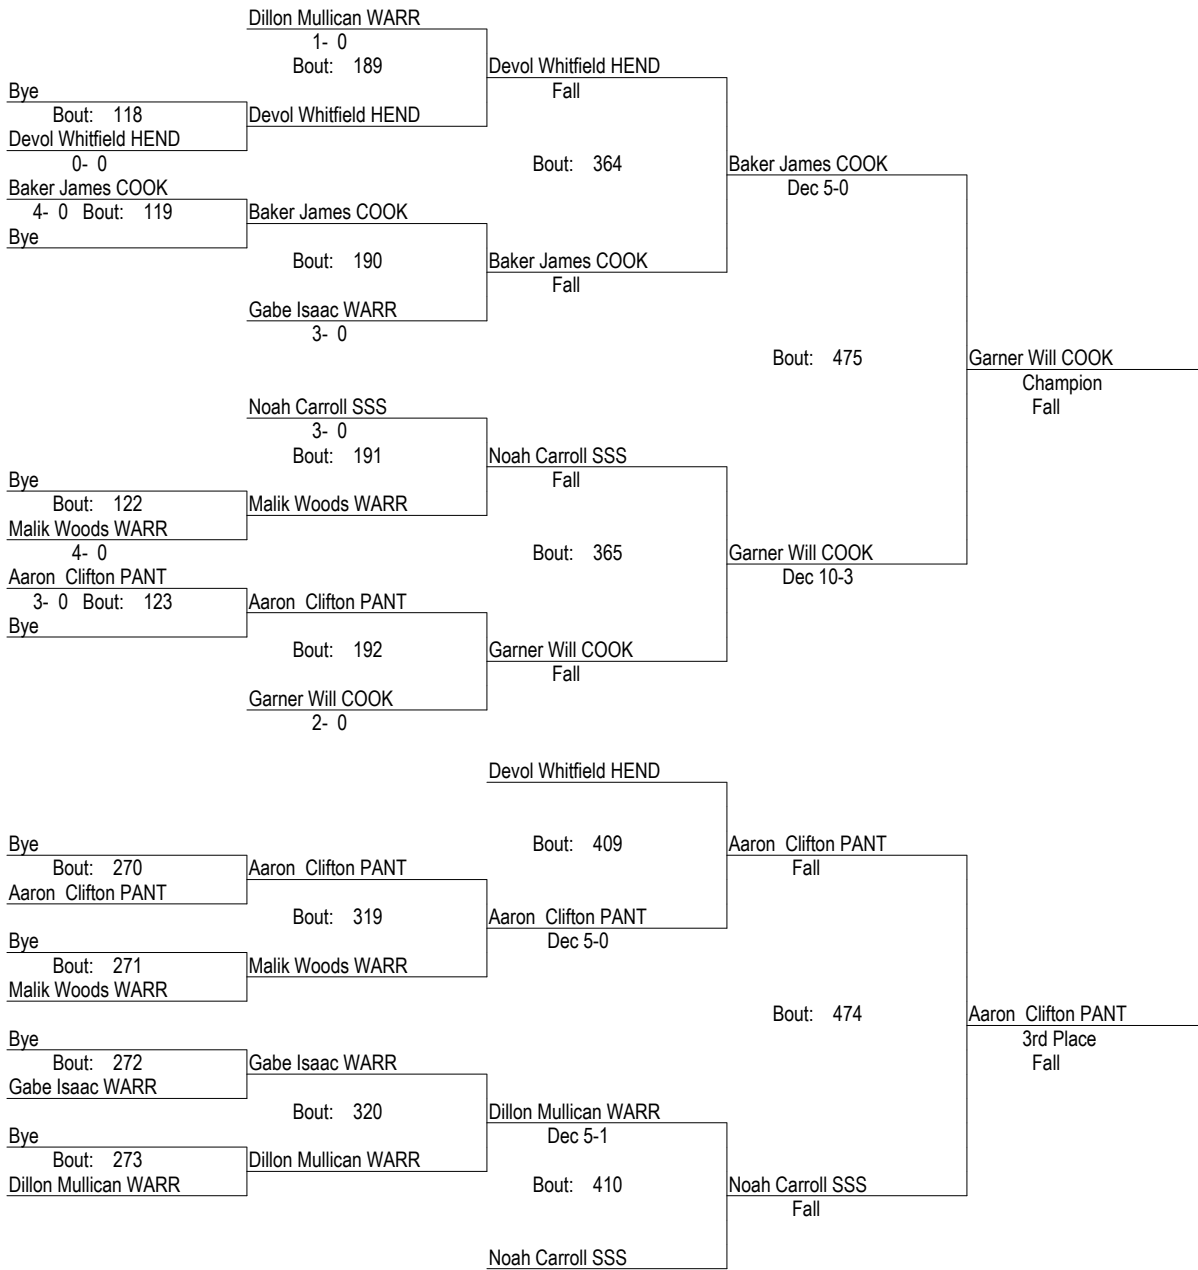 Dillon Mullican WARR
1- 0
Bout: 189
Devol Whitfield HEND
Fall
Bye
Bout: 118
Devol Whitfield HEND
Devol Whitfield HEND
0- 0
Bout: 364
Baker James COOK
Dec 5-0
Baker James COOK
4- 0 Bout: 119
Baker James COOK
Bye
Bout: 190
Baker James COOK
Fall
Gabe Isaac WARR
3- 0
Bout: 475
Garner Will COOK
Champion
Fall
Noah Carroll SSS
3- 0
Bout: 191
Noah Carroll SSS
Fall
Bye
Bout: 122
Malik Woods WARR
Malik Woods WARR
4- 0
Bout: 365
Garner Will COOK
Dec 10-3
Aaron Clifton PANT
3- 0 Bout: 123
Aaron Clifton PANT
Bye
Bout: 192
Garner Will COOK
Fall
Garner Will COOK
2- 0
Devol Whitfield HEND
Bout: 409
Aaron Clifton PANT
Fall
Bye
Bout: 270
Aaron Clifton PANT
Aaron Clifton PANT
Bout: 319
Aaron Clifton PANT
Dec 5-0
Bye
Bout: 271
Malik Woods WARR
Malik Woods WARR
Bout: 474
Aaron Clifton PANT
3rd Place
Fall
Bye
Bout: 272
Gabe Isaac WARR
Gabe Isaac WARR
Bout: 320
Dillon Mullican WARR
Dec 5-1
Bye
Bout: 273
Dillon Mullican WARR
Dillon Mullican WARR
Bout: 410
Noah Carroll SSS
Fall
Noah Carroll SSS